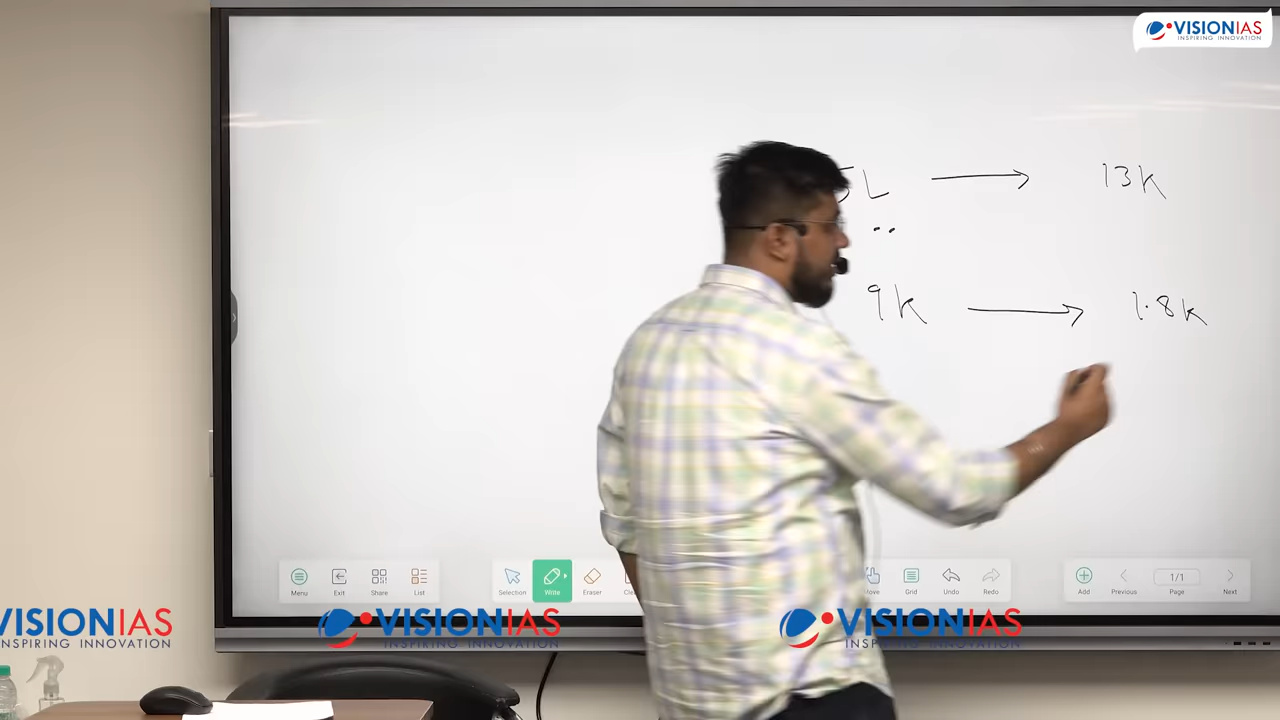 VISIONIAS
INSPIRING INNOVATION
5L → 13K
9K → 1.8K
Menu Exit Share List Selection Write Eraser Grid Undo Redo Add Previous 1/1 Page Next
VISIONIAS VISIONIAS VISIONIAS
INSPIRING INNOVATION INSPIRING INNOVATION INSPIRING INNOVATION